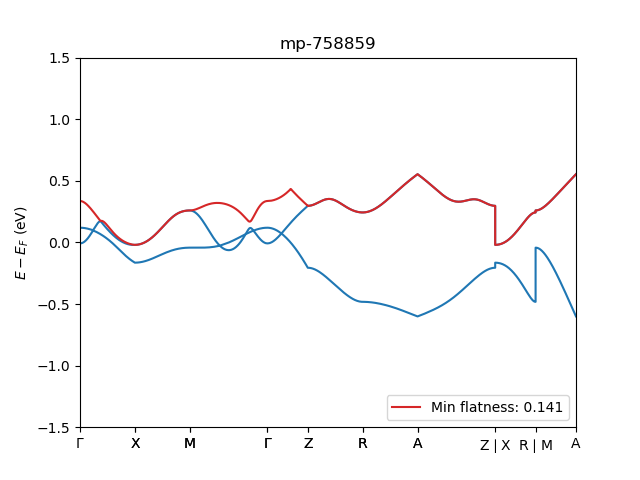 mp-758859
1.5
1.0
0.5
0.0
−0.5
−1.0
−1.5
E − E_F (eV)
Min flatness: 0.141
Γ X M Γ Z R A Z | X R | M A